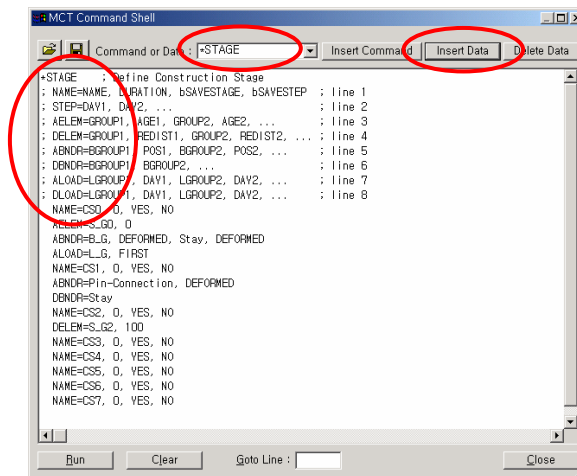 MCT Command Shell
Command or Data : *STAGE Insert Command Insert Data Delete Data
*STAGE ; Define Construction Stage
; NAME=NAME, DURATION, bSAVESTAGE, bSAVESTEP ; line 1
; STEP=DAY1, DAY2, ... ; line 2
; AELEM=GROUP1, AGE1, GROUP2, AGE2, ... ; line 3
; DELEM=GROUP1, REDIST1, GROUP2, REDIST2, ... ; line 4
; ABNDR=BGROUP1, POS1, BGROUP2, POS2, ... ; line 5
; DBNDR=BGROUP1, BGROUP2, ... ; line 6
; ALOAD=LGROUP1, DAY1, LGROUP2, DAY2, ... ; line 7
; DLOAD=LGROUP1, DAY1, LGROUP2, DAY2, ... ; line 8
NAME=CS0, 0, YES, NO
AELEM=S_G0, 0
ABNDR=B_G, DEFORMED, Stay, DEFORMED
ALOAD=L_G, FIRST
NAME=CS1, 0, YES, NO
ABNDR=Pin-Connection, DEFORMED
DBNDR=Stay
NAME=CS2, 0, YES, NO
DELEM=S_G2, 100
NAME=CS3, 0, YES, NO
NAME=CS4, 0, YES, NO
NAME=CS5, 0, YES, NO
NAME=CS6, 0, YES, NO
NAME=CS7, 0, YES, NO
Run Clear Goto Line : Close